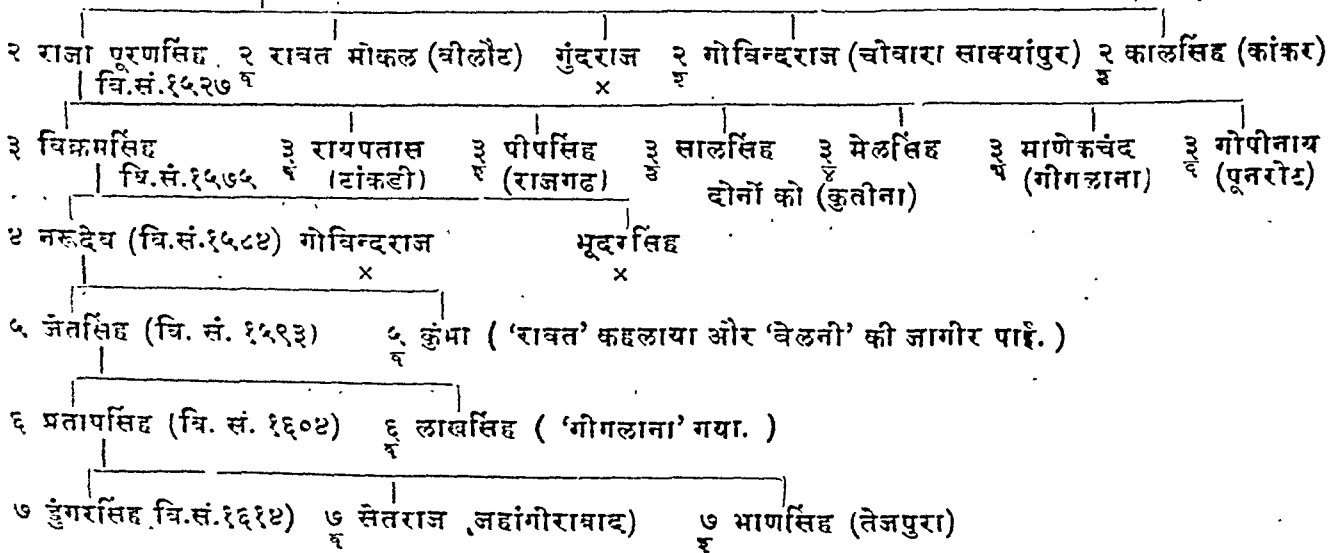 २ राजा पूरणसिंह २ रावत मोकल (वीलौट) गुंदराज २ गोविन्दराज (चोवारा साक्यांपुर) २ कालसिंह (कांकर)
वि.सं.१५२७ ×
३ विक्रमसिंह ३ रायपतास ३ पीपसिंह ३ सालसिंह ३ मेलसिंह ३ माणेकचंद ३ गोपीनाथ
वि.सं.१५७५ (टांकडी) (राजगढ) दोनों को (कुतीना) (गीगलाना) (पूनरोट)
४ नरूदेव (वि.सं.१५८४) गोविन्दराज भूदरसिंह
× ×
५ जेतसिंह (वि. सं. १५९३) ५ कुंभा ( 'रावत' कहलाया और 'वेलनी' की जागीर पाई. )
६ प्रतापसिंह (वि. सं. १६०४) ६ लाखसिंह ( 'गीगलाना' गया. )
७ डुंगरसिंह वि.सं.१६१४) ७ सेतराज जहांगीरावाद) ७ भाणसिंह (तेजपुरा)